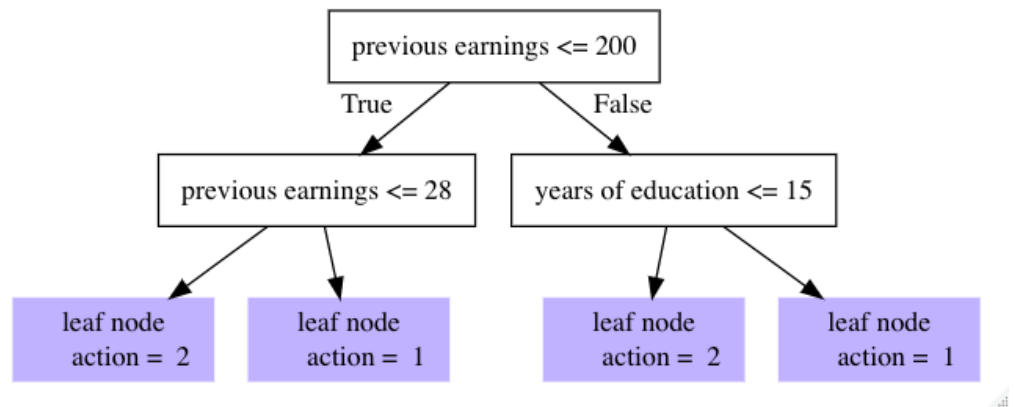 previous earnings <= 200
True
False
previous earnings <= 28
years of education <= 15
leaf node
action = 2
leaf node
action = 1
leaf node
action = 2
leaf node
action = 1